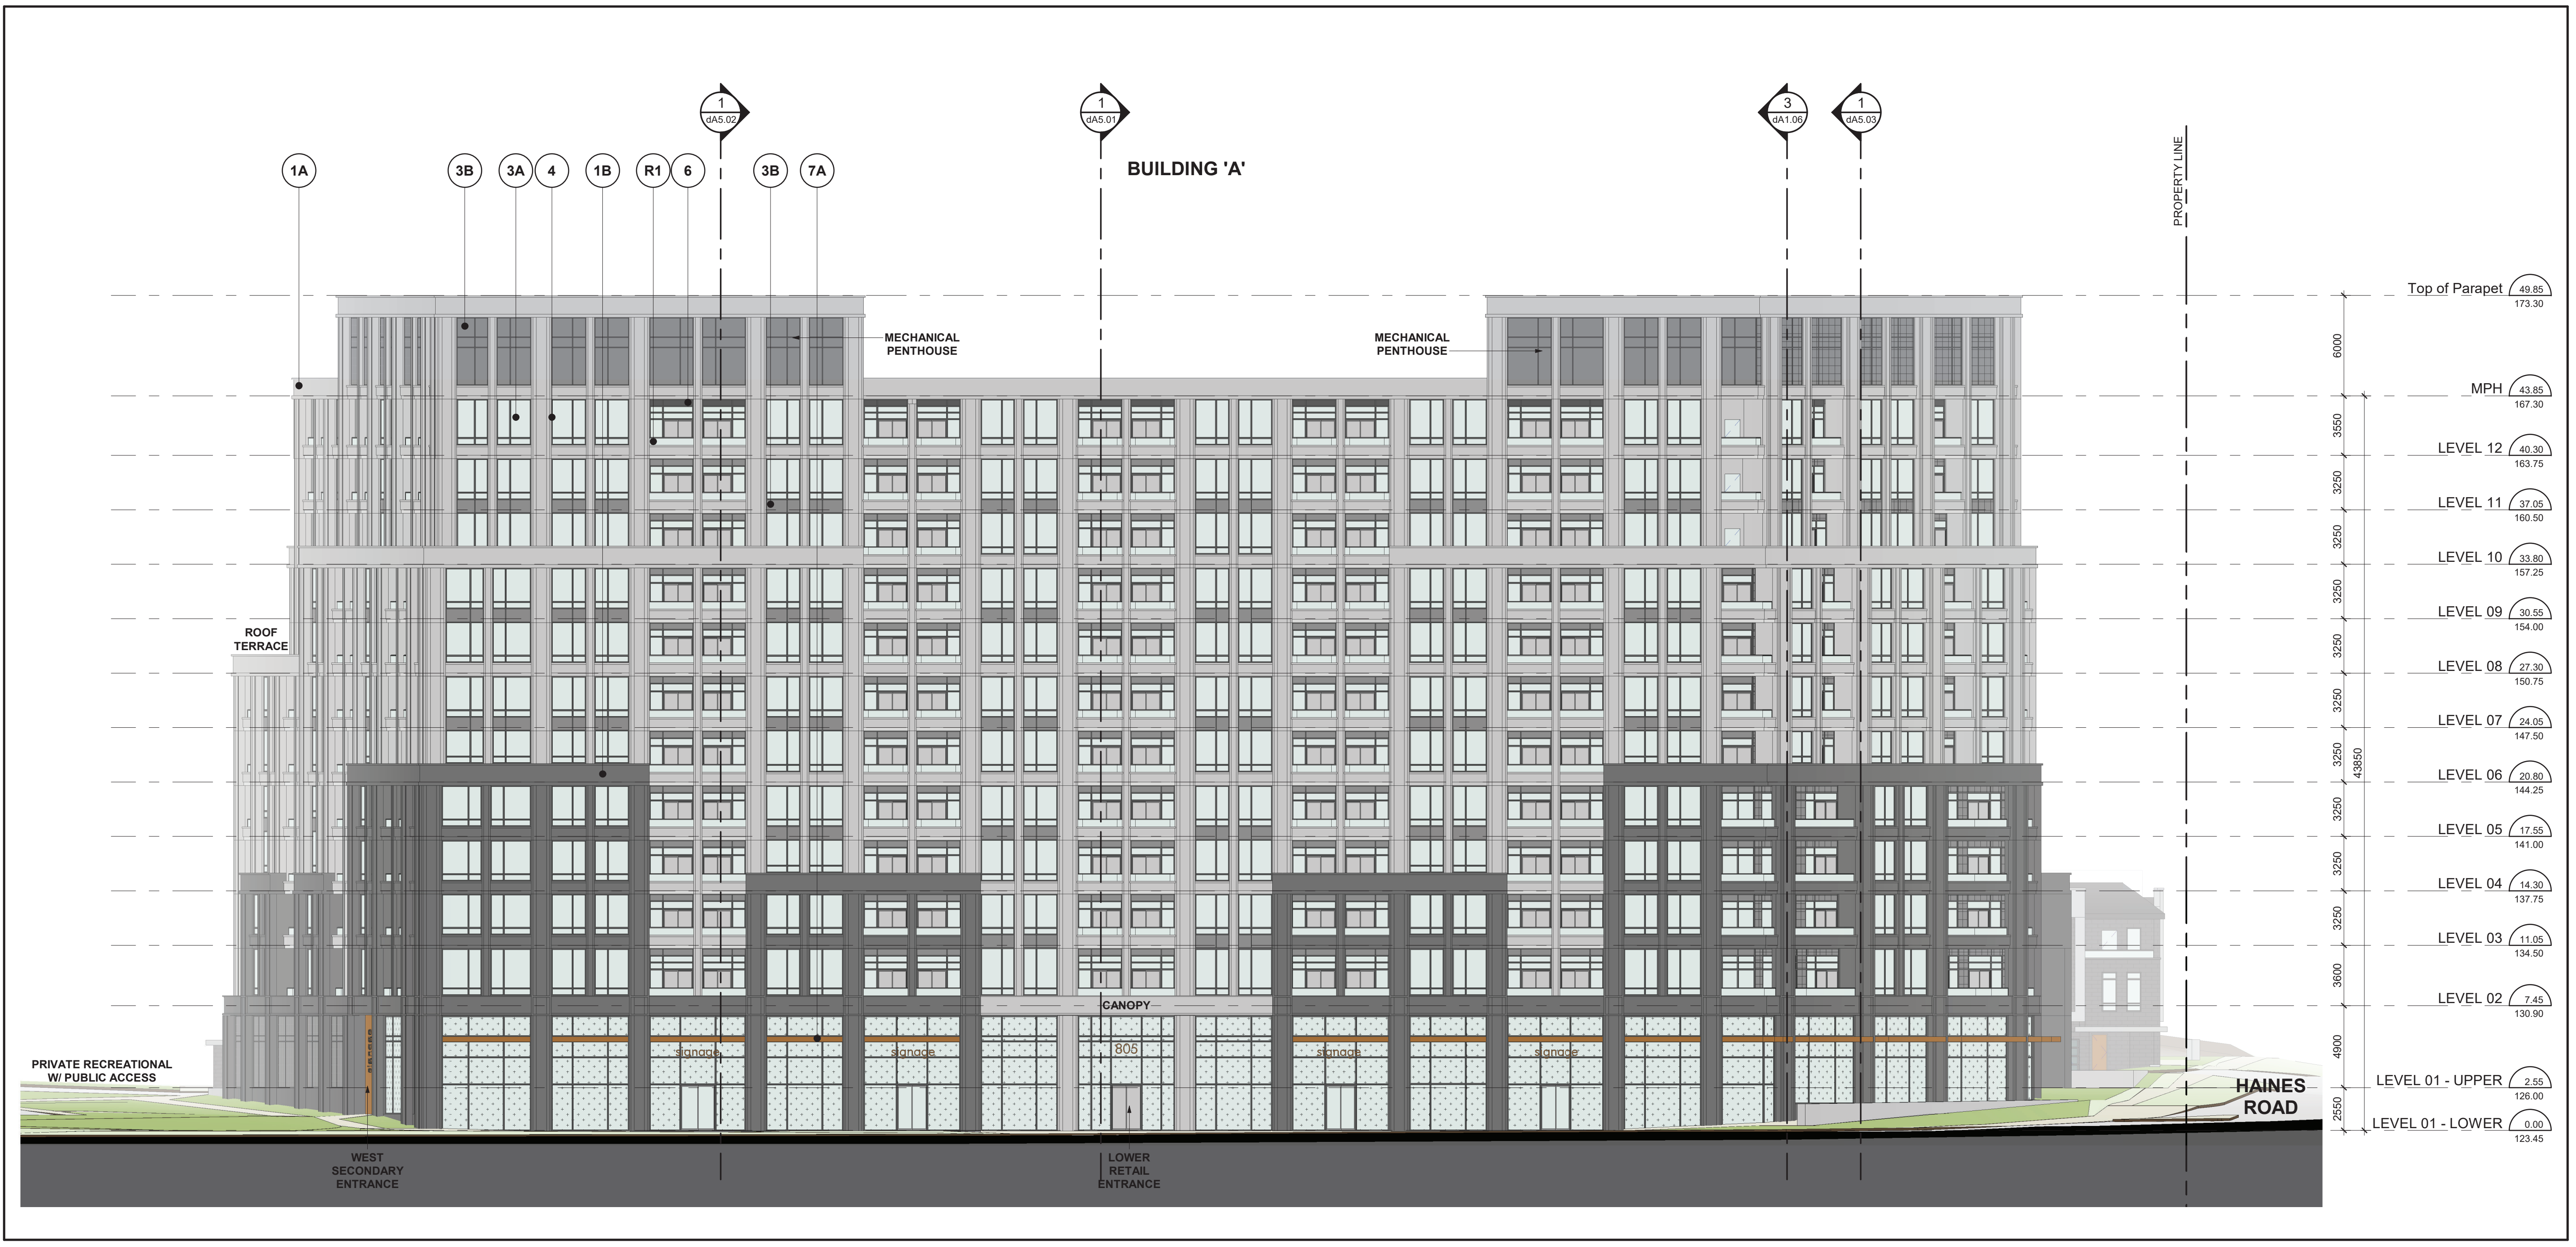 1
dA5.02
1
dA5.01
3
dA1.06
1
dA5.03
1A
3B
3A
4
1B
R1
6
3B
7A
BUILDING 'A'
PROPERTY LINE
Top of Parapet 49.85
173.30
6000
MECHANICAL
PENTHOUSE
MECHANICAL
PENTHOUSE
MPH 43.85
167.30
3550
LEVEL 12 40.30
163.75
3250
LEVEL 11 37.05
160.50
3250
LEVEL 10 33.80
157.25
3250
LEVEL 09 30.55
154.00
3250
ROOF
TERRACE
LEVEL 08 27.30
150.75
3250
LEVEL 07 24.05
147.50
3250
43850
LEVEL 06 20.80
144.25
3250
LEVEL 05 17.55
141.00
3250
LEVEL 04 14.30
137.75
3250
LEVEL 03 11.05
134.50
3600
LEVEL 02 7.45
130.90
CANOPY
4900
signage
signage
805
signage
signage
PRIVATE RECREATIONAL
W/ PUBLIC ACCESS
LEVEL 01 - UPPER 2.55
126.00
HAINES
ROAD
2550
LEVEL 01 - LOWER 0.00
123.45
WEST
SECONDARY
ENTRANCE
LOWER
RETAIL
ENTRANCE